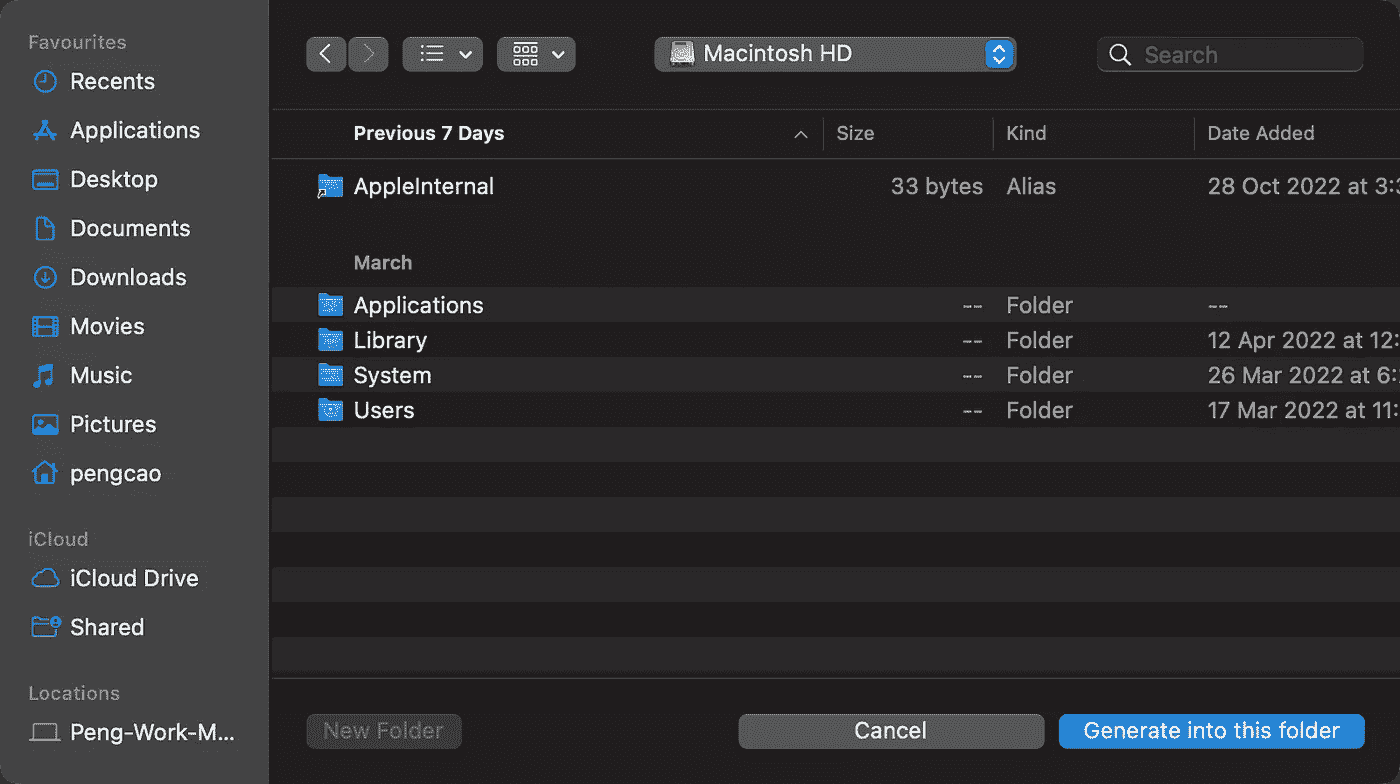 Favourites
Recents
Applications
Desktop
Documents
Downloads
Movies
Music
Pictures
pengcao
iCloud
iCloud Drive
Shared
Locations
Peng-Work-M...
Macintosh HD
Search
Previous 7 Days Size Kind Date Added
AppleInternal 33 bytes Alias 28 Oct 2022 at 3:3
March
Applications -- Folder --
Library -- Folder 12 Apr 2022 at 12:
System -- Folder 26 Mar 2022 at 6:
Users -- Folder 17 Mar 2022 at 11:
New Folder Cancel Generate into this folder